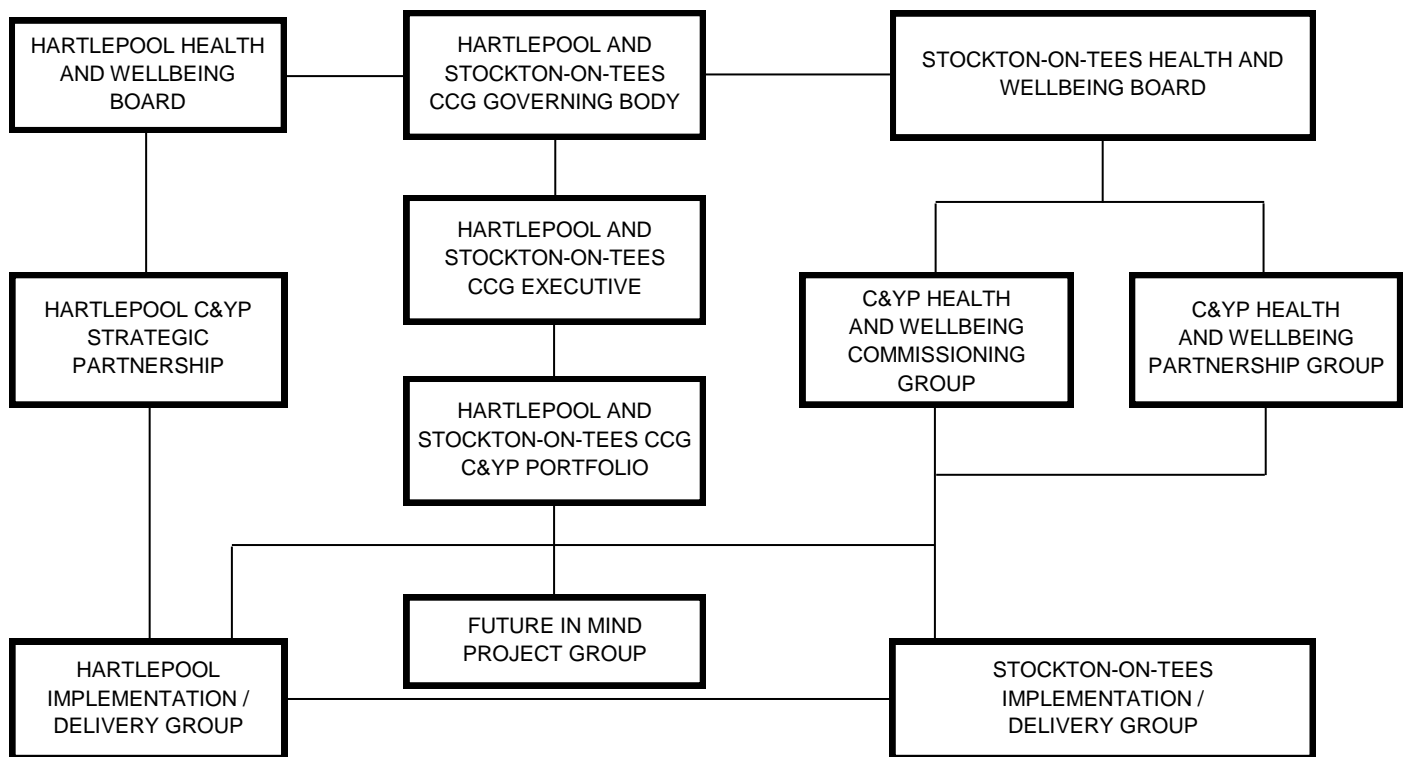 HARTLEPOOL HEALTH
AND WELLBEING
BOARD
HARTLEPOOL AND
STOCKTON-ON-TEES
CCG GOVERNING BODY
STOCKTON-ON-TEES HEALTH AND
WELLBEING BOARD
HARTLEPOOL AND
STOCKTON-ON-TEES
CCG EXECUTIVE
HARTLEPOOL C&YP
STRATEGIC
PARTNERSHIP
C&YP HEALTH
AND WELLBEING
COMMISSIONING
GROUP
C&YP HEALTH
AND WELLBEING
PARTNERSHIP GROUP
HARTLEPOOL AND
STOCKTON-ON-TEES CCG
C&YP PORTFOLIO
FUTURE IN MIND
PROJECT GROUP
HARTLEPOOL
IMPLEMENTATION /
DELIVERY GROUP
STOCKTON-ON-TEES
IMPLEMENTATION /
DELIVERY GROUP